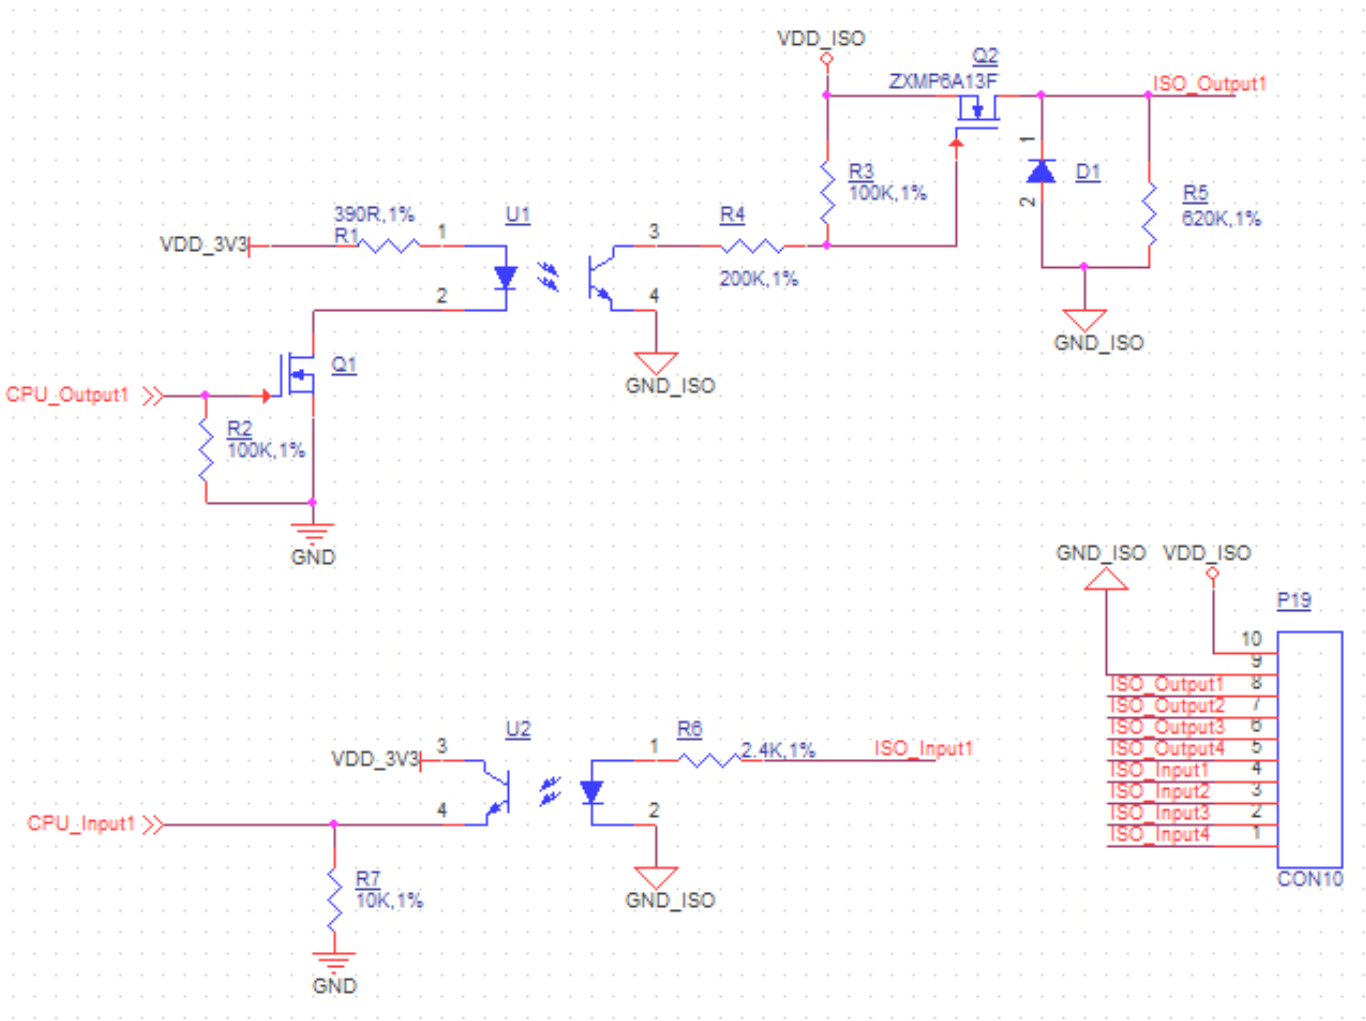 VDD_ISO
Q2
ZXMP6A13F
ISO_Output1
1
R3
100K,1%
D1
2
R5
620K,1%
390R,1%
U1
R4
VDD_3V3
R1
1
3
200K,1%
2
4
GND_ISO
GND_ISO
Q1
CPU_Output1
R2
100K,1%
GND
GND_ISO
VDD_ISO
P19
10
9
ISO_Output1
8
ISO_Output2
7
ISO_Output3
6
ISO_Output4
5
ISO_Input1
4
ISO_Input2
3
ISO_Input3
2
ISO_Input4
1
CON10
U2
R6
VDD_3V3
3
1
2.4K,1%
ISO_Input1
CPU_Input1
4
2
R7
10K,1%
GND_ISO
GND